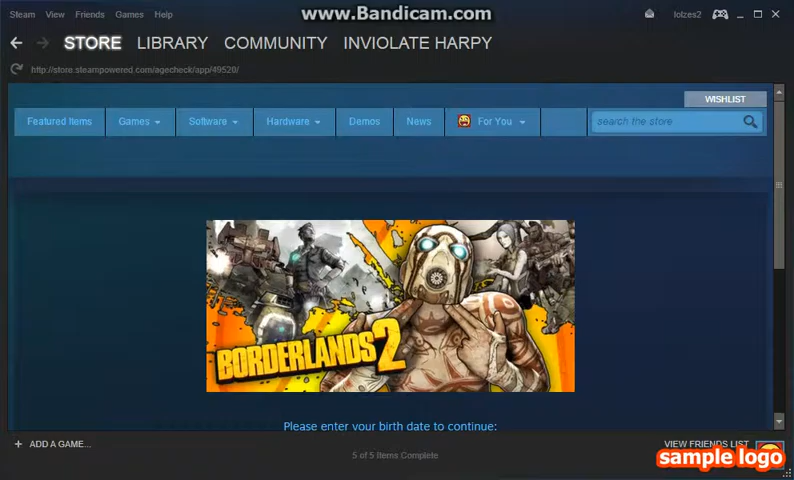 www.Bandicam.com
Steam View Friends Games Help
lolzes2
STORE LIBRARY COMMUNITY INVIOLATE HARPY
http://store.steampowered.com/agecheck/app/49520/
WISHLIST
Featured Items Games Software Hardware Demos News For You search the store
BORDERLANDS 2
Please enter your birth date to continue:
+ ADD A GAME...
VIEW FRIENDS LIST
5 of 5 Items Complete
sample logo